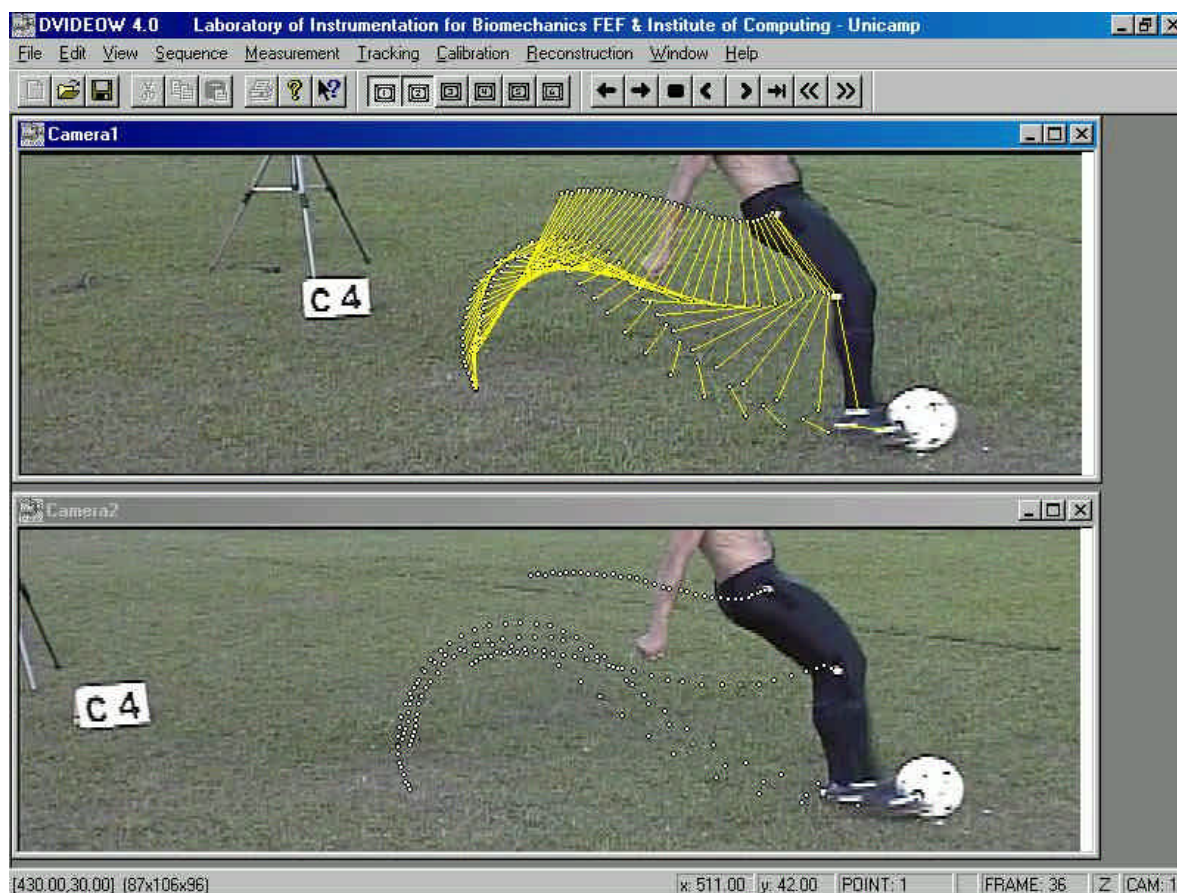 DVIDEOW 4.0 Laboratory of Instrumentation for Biomechanics FEF & Institute of Computing - Unicamp
File Edit View Sequence Measurement Tracking Calibration Reconstruction Window Help
Camera1
C 4
Camera2
C 4
[430.00,30.00] (87x106x96) x: 511.00 y: 42.00 POINT: 1 FRAME: 36 Z CAM: 1